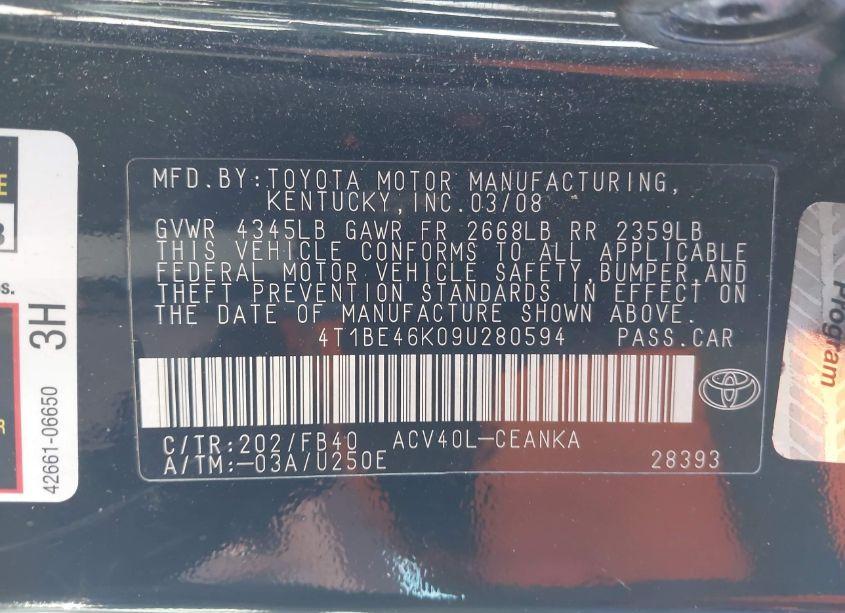 MFD.BY:TOYOTA MOTOR MANUFACTURING,
KENTUCKY,INC.03/08
GVWR 4345LB GAWR FR 2668LB RR 2359LB
THIS VEHICLE CONFORMS TO ALL APPLICABLE
FEDERAL MOTOR VEHICLE SAFETY,BUMPER,AND
THEFT PREVENTION STANDARDS IN EFFECT ON
THE DATE OF MANUFACTURE SHOWN ABOVE.
4T1BE46K09U280594 PASS.CAR
C/TR:202/FB40 ACV40L-CEANKA
A/TM:-03A/U250E 28393
3H
42661-06650
Program